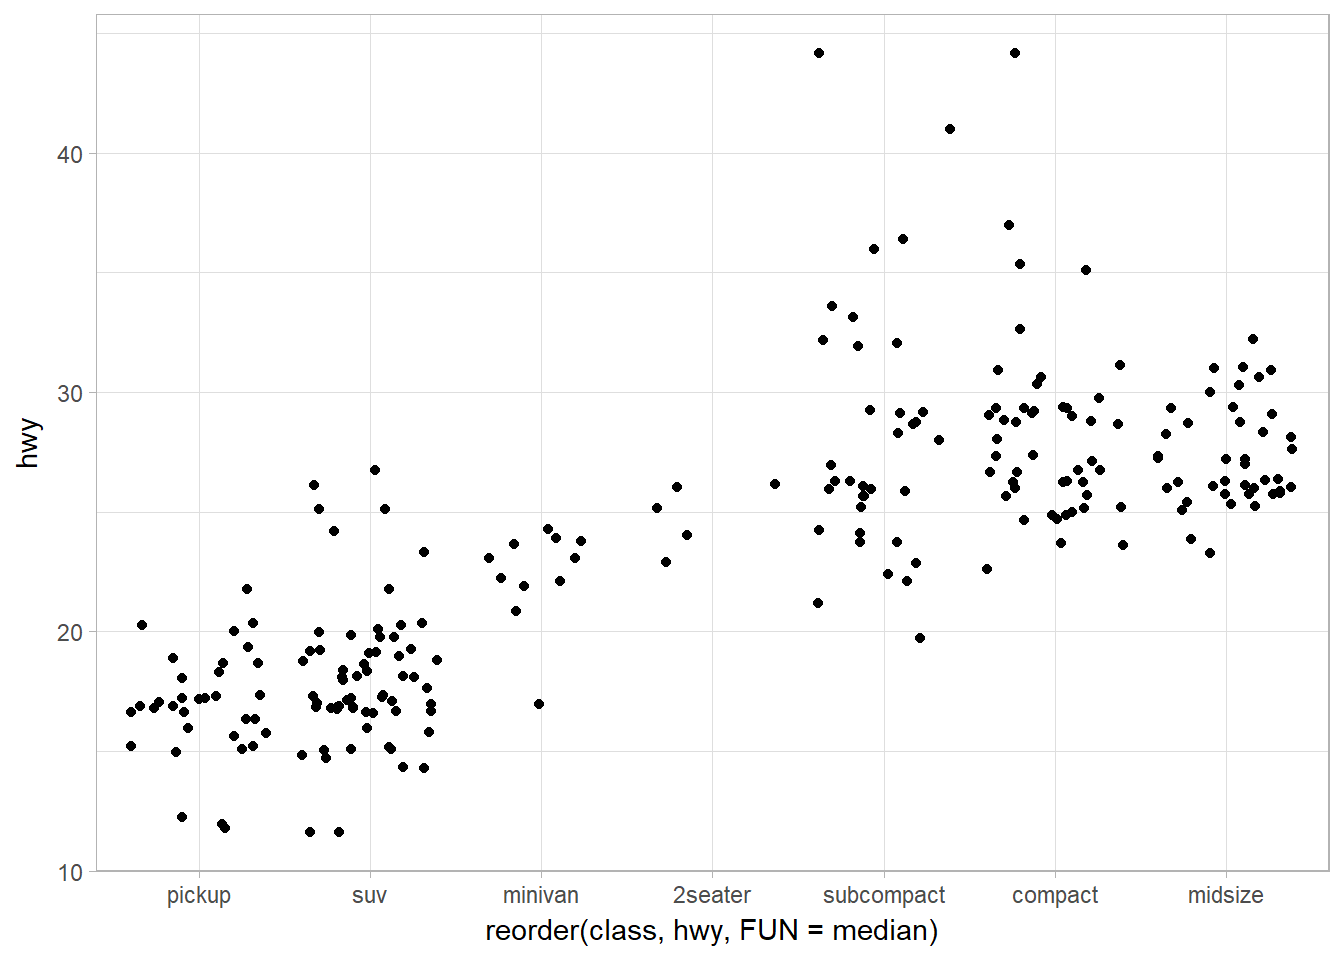 hwy
40
30
20
10
pickup suv minivan 2seater subcompact compact midsize
reorder(class, hwy, FUN = median)